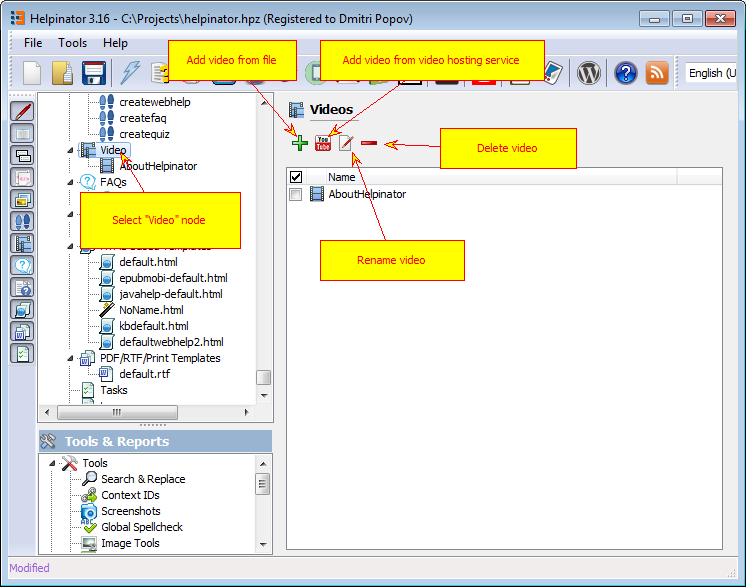 Helpinator 3.16 - C:\Projects\helpinator.hpz (Registered to Dmitri Popov)
File Tools Help
Add video from file
Add video from video hosting service
English (U
createwebhelp
createfaq
createquiz
Video
AboutHelpinator
FAQs
Select "Video" node
default.html
epubmobi-default.html
javahelp-default.html
NoName.html
kbdefault.html
defaultwebhelp2.html
PDF/RTF/Print Templates
default.rtf
Tasks
Videos
You
Tube
Delete video
Name
AboutHelpinator
Rename video
Tools & Reports
Tools
Search & Replace
Context IDs
Screenshots
Global Spellcheck
Image Tools
Modified